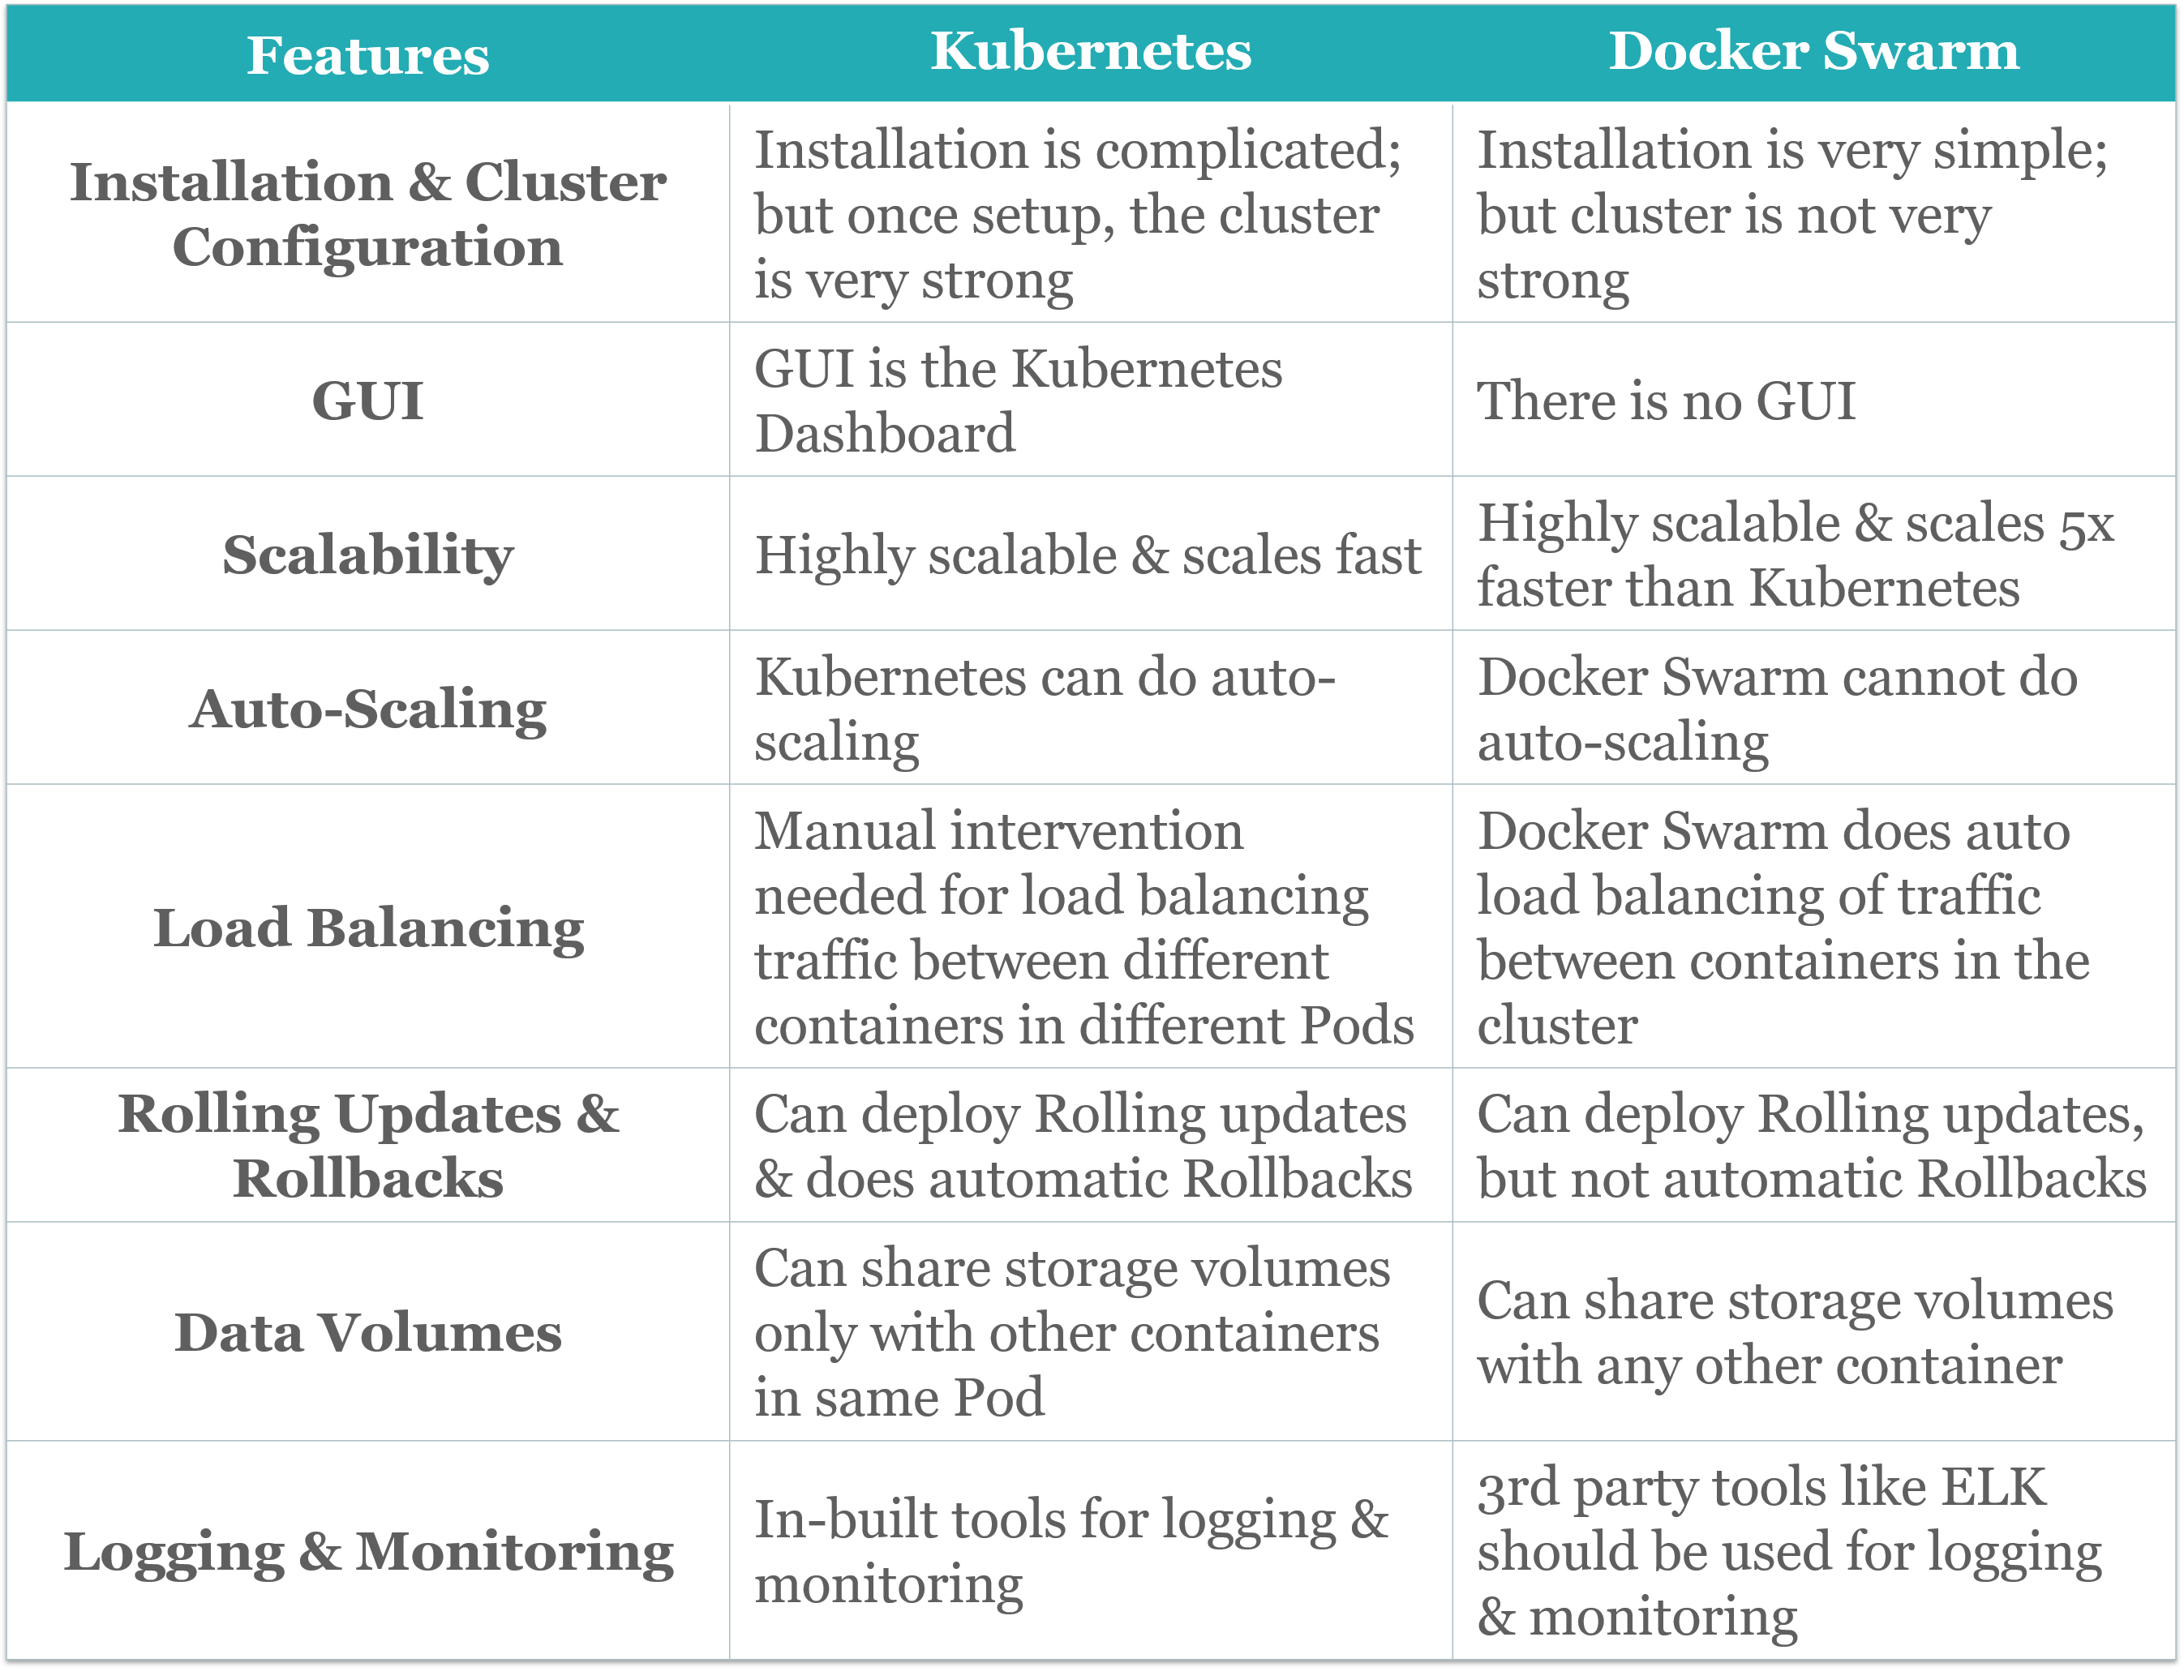 Features
Kubernetes
Docker Swarm
Installation & Cluster
Configuration
Installation is complicated;
but once setup, the cluster
is very strong
Installation is very simple;
but cluster is not very
strong
GUI
GUI is the Kubernetes
Dashboard
There is no GUI
Scalability
Highly scalable & scales fast
Highly scalable & scales 5x
faster than Kubernetes
Auto-Scaling
Kubernetes can do auto-
scaling
Docker Swarm cannot do
auto-scaling
Load Balancing
Manual intervention
needed for load balancing
traffic between different
containers in different Pods
Docker Swarm does auto
load balancing of traffic
between containers in the
cluster
Rolling Updates &
Rollbacks
Can deploy Rolling updates
& does automatic Rollbacks
Can deploy Rolling updates,
but not automatic Rollbacks
Data Volumes
Can share storage volumes
only with other containers
in same Pod
Can share storage volumes
with any other container
Logging & Monitoring
In-built tools for logging &
monitoring
3rd party tools like ELK
should be used for logging
& monitoring